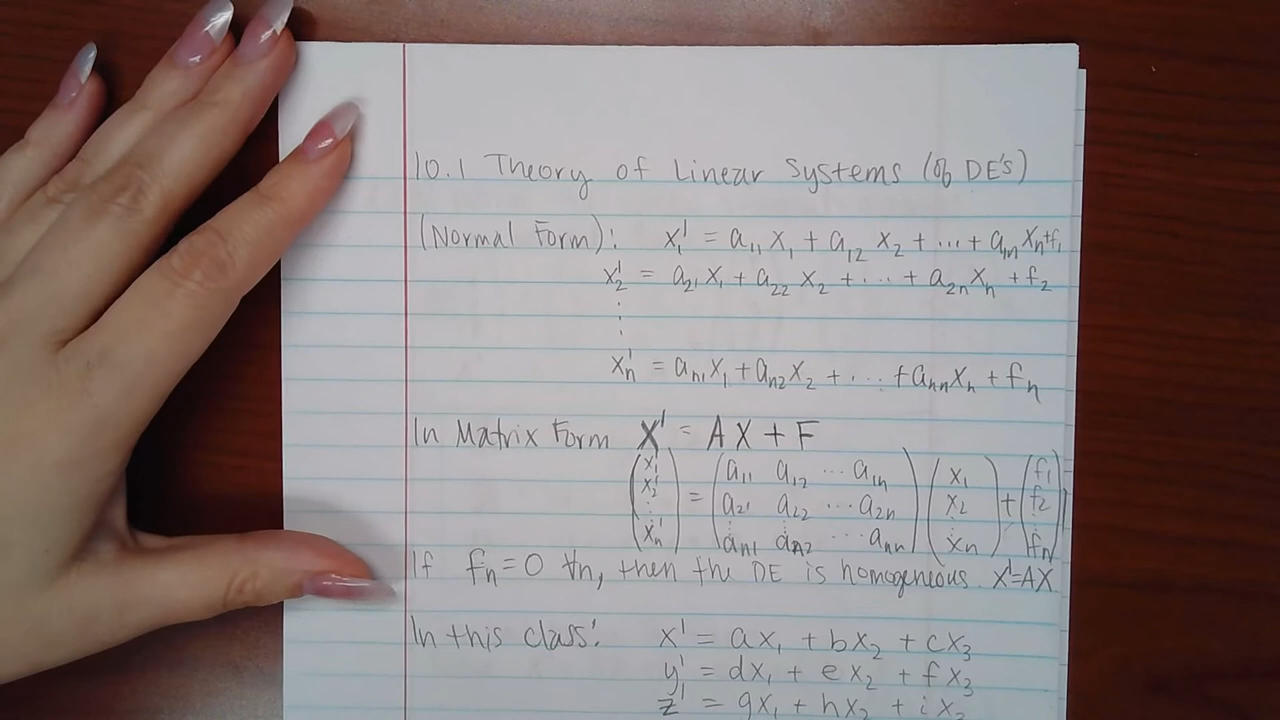 10.1 Theory of Linear Systems (of DE's)
(Normal Form): x₁' = a₁₁ x₁ + a₁₂ x₂ + ... + a₁ₙ xₙ + f₁
x₂' = a₂₁ x₁ + a₂₂ x₂ + ... + a₂ₙ xₙ + f₂
⋮
xₙ' = aₙ₁ x₁ + aₙ₂ x₂ + ... + aₙₙ xₙ + fₙ
In Matrix Form X' = AX + F
(x₁' x₂' ⋮ xₙ') = (a₁₁ a₁₂ ... a₁ₙ a₂₁ a₂₂ ... a₂ₙ ⋮ aₙ₁ aₙ₂ ... aₙₙ) (x₁ x₂ ⋮ xₙ) + (f₁ f₂ ⋮ fₙ)
If fₙ = 0 ∀n, then the DE is homogeneous. X' = AX
In this class: x' = ax₁ + bx₂ + cx₃
y' = dx₁ + ex₂ + fx₃
z' = gx₁ + hx₂ + ix₃